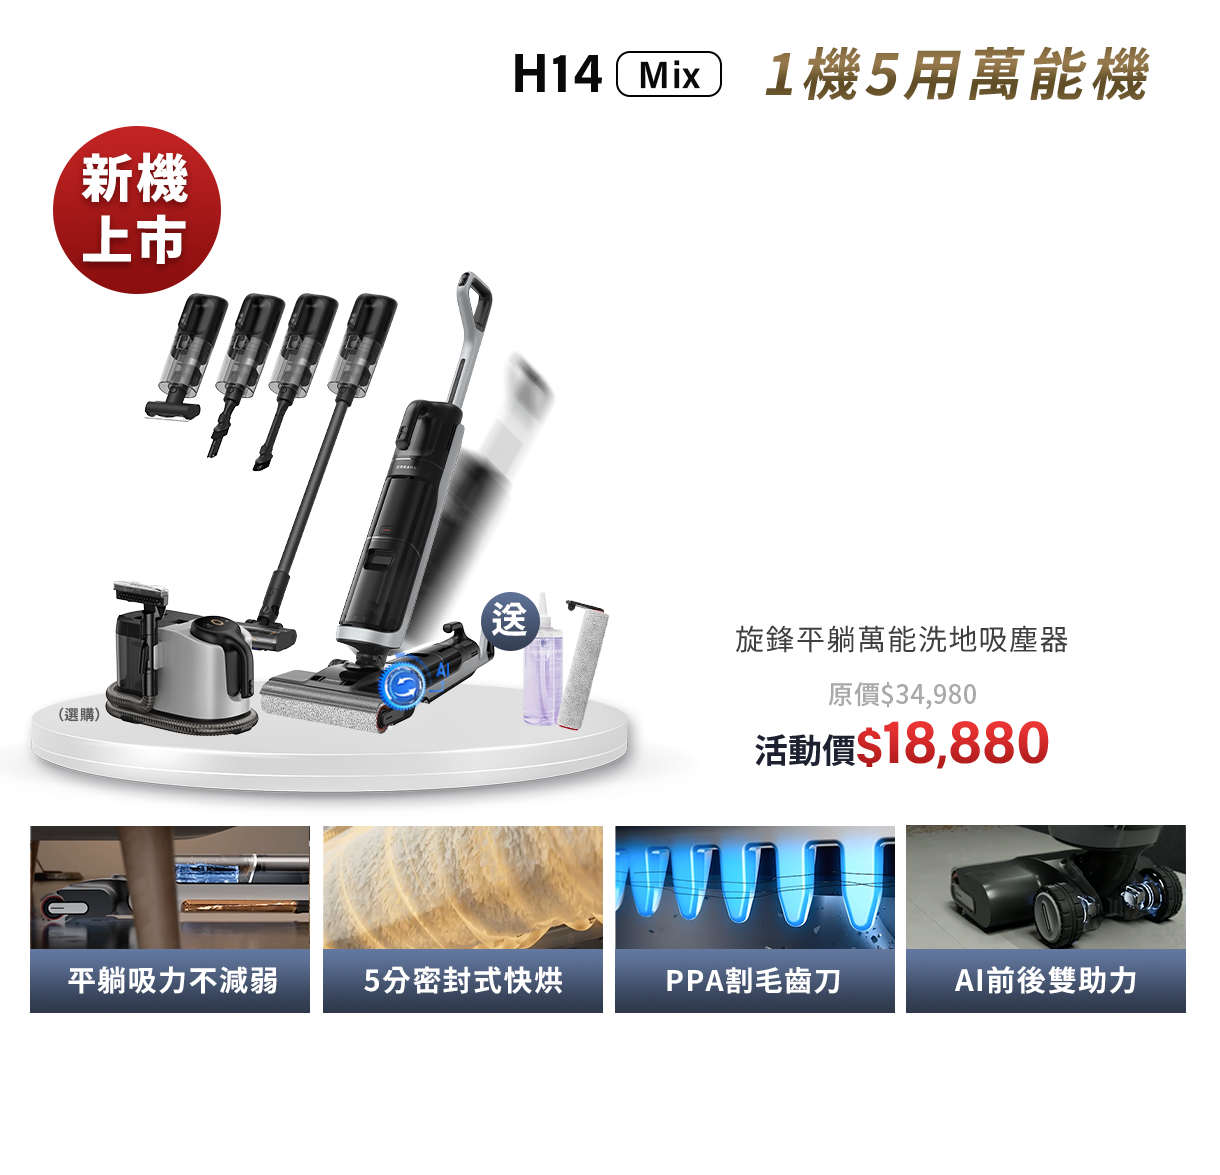 H14 Mix 1機5用萬能機
新機
上市
DREAME
AI
送
(選購)
旋鋒平躺萬能洗地吸塵器
原價$34,980
活動價$18,880
平躺吸力不減弱
5分密封式快烘
PPA割毛齒刀
AI前後雙助力